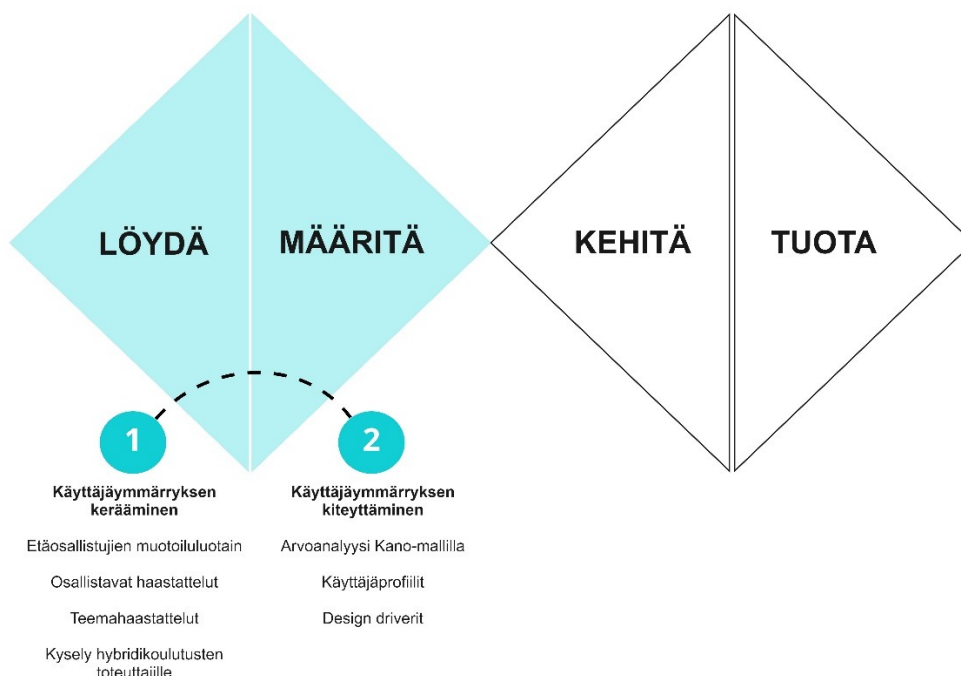 LÖYDÄ
MÄÄRITÄ
KEHITÄ
TUOTA
1
Käyttäjäymmärryksen
kerääminen
Etäosallistujien muotoiluluotain
Osallistavat haastattelut
Teemahaastattelut
Kysely hybridikoulutusten
toteuttajille
2
Käyttäjäymmärryksen
kiteyttäminen
Arvoanalyysi Kano-mallilla
Käyttäjäprofiilit
Design driverit